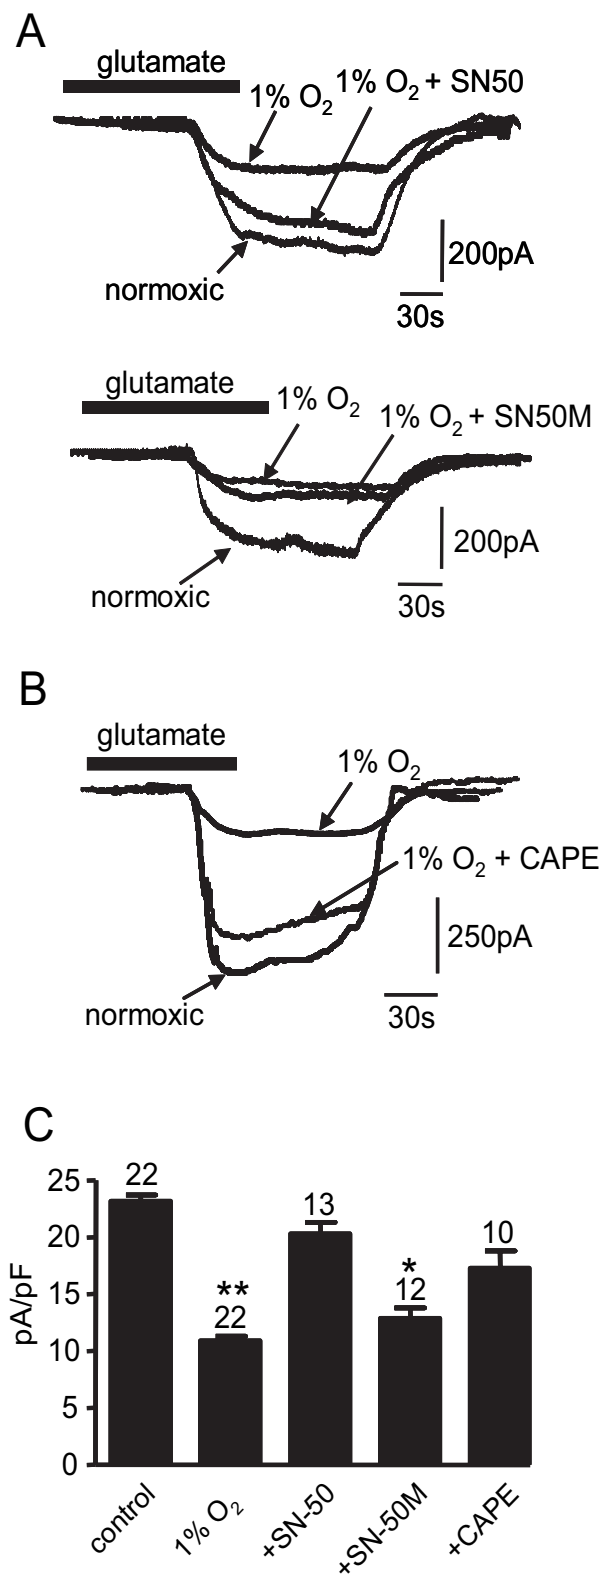 A
glutamate
1% O2
1% O2 + SN50
normoxic
200pA
30s
glutamate
1% O2
1% O2 + SN50M
normoxic
200pA
30s
B
glutamate
1% O2
1% O2 + CAPE
normoxic
250pA
30s
C
pA/pF
25
20
15
10
5
0
22
**
22
13
*
12
10
control
1% O2
+SN-50
+SN-50M
+CAPE